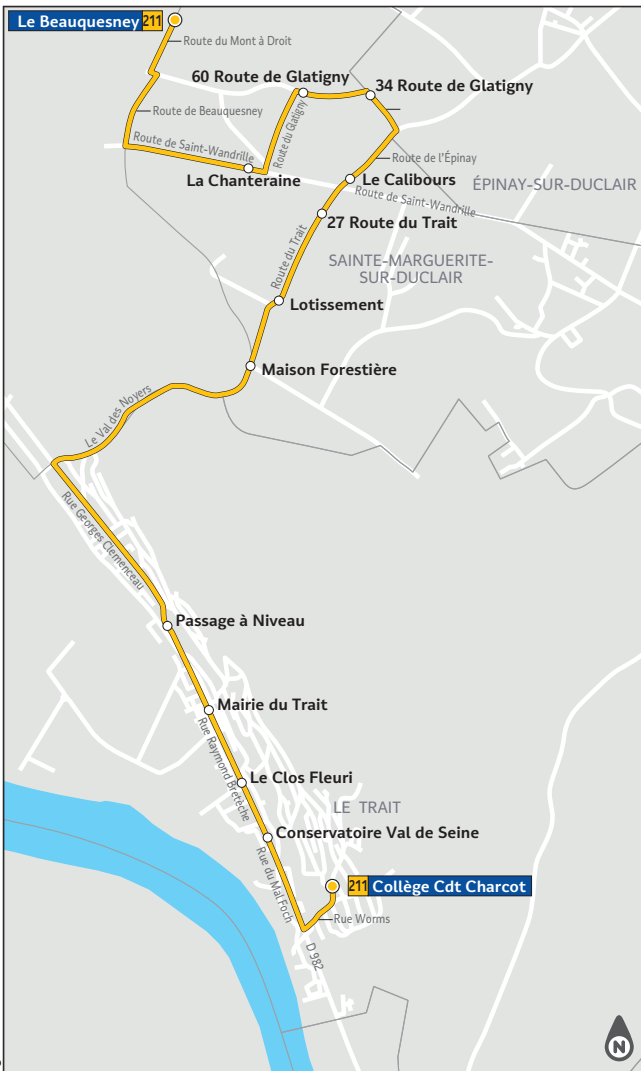 Le Beauquesney 211
Route du Mont à Droit
60 Route de Glatigny
34 Route de Glatigny
Route de Beauquesney
Route du Glatigny
Route de Saint-Wandrille
Route de l'Épinay
La Chanteraine
Le Calibours
ÉPINAY-SUR-DUCLAIR
Route de Saint-Wandrille
27 Route du Trait
Route du Trait
SAINTE-MARGUERITE-
SUR-DUCLAIR
Lotissement
Maison Forestière
Le Val des Noyers
Rue Georges Clemenceau
Passage à Niveau
Mairie du Trait
Rue Raymond Bretèche
Le Clos Fleuri
LE TRAIT
Conservatoire Val de Seine
Rue du Mal Foch
211 Collège Cdt Charcot
Rue Worms
D 982
N